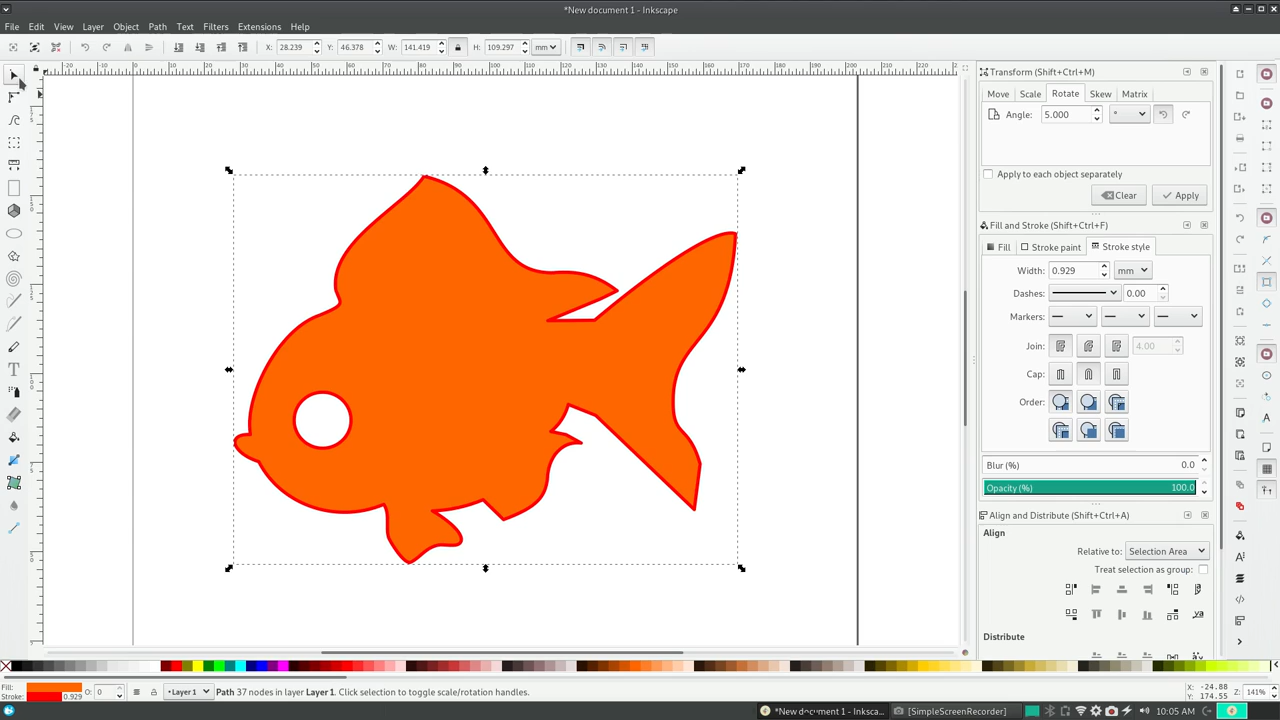 *New document 1 - Inkscape
File Edit View Layer Object Path Text Filters Extensions Help
X: 28.239 Y: 46.378 W: 141.419 H: 109.297 mm
Transform (Shift+Ctrl+M)
Move Scale Rotate Skew Matrix
Angle: 5.000 °
Apply to each object separately
Clear Apply
Fill and Stroke (Shift+Ctrl+F)
Fill Stroke paint Stroke style
Width: 0.929 mm
Dashes: 0.00
Markers:
Join: 4.00
Cap:
Order:
Blur (%) 0.0
Opacity (%) 100.0
Align and Distribute (Shift+Ctrl+A)
Align
Relative to: Selection Area
Treat selection as group:
Distribute
Fill:
Stroke: 0.929
O: 0
Layer 1
Path 37 nodes in layer Layer 1. Click selection to toggle scale/rotation handles.
X: -24.88
Y: 174.55
Z: 141%
*New document 1 - Inksca...
[SimpleScreenRecorder]
10:05 AM